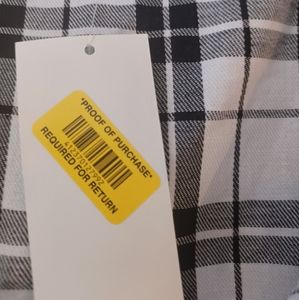 *PROOF OF PURCHASE*
REQUIRED FOR RETURN